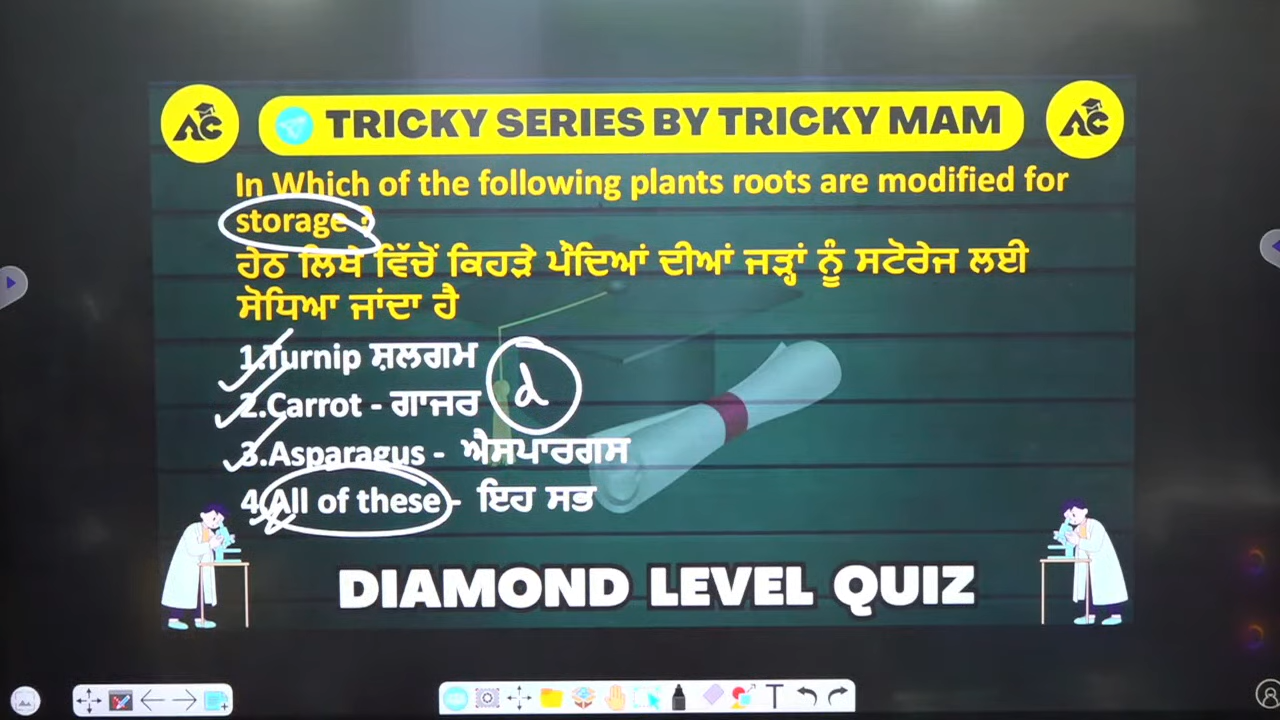 AC
TRICKY SERIES BY TRICKY MAM
AC
In Which of the following plants roots are modified for
storage ?
ਹੇਠ ਲਿਖੇ ਵਿੱਚੋਂ ਕਿਹੜੇ ਪੌਦਿਆਂ ਦੀਆਂ ਜੜ੍ਹਾਂ ਨੂੰ ਸਟੋਰੇਜ ਲਈ
ਸੋਧਿਆ ਜਾਂਦਾ ਹੈ
1.Turnip ਸ਼ਲਗਮ
d
2.Carrot - ਗਾਜਰ
3.Asparagus - ਐਸਪਾਰਗਸ
4.All of these - ਇਹ ਸਭ
DIAMOND LEVEL QUIZ
T